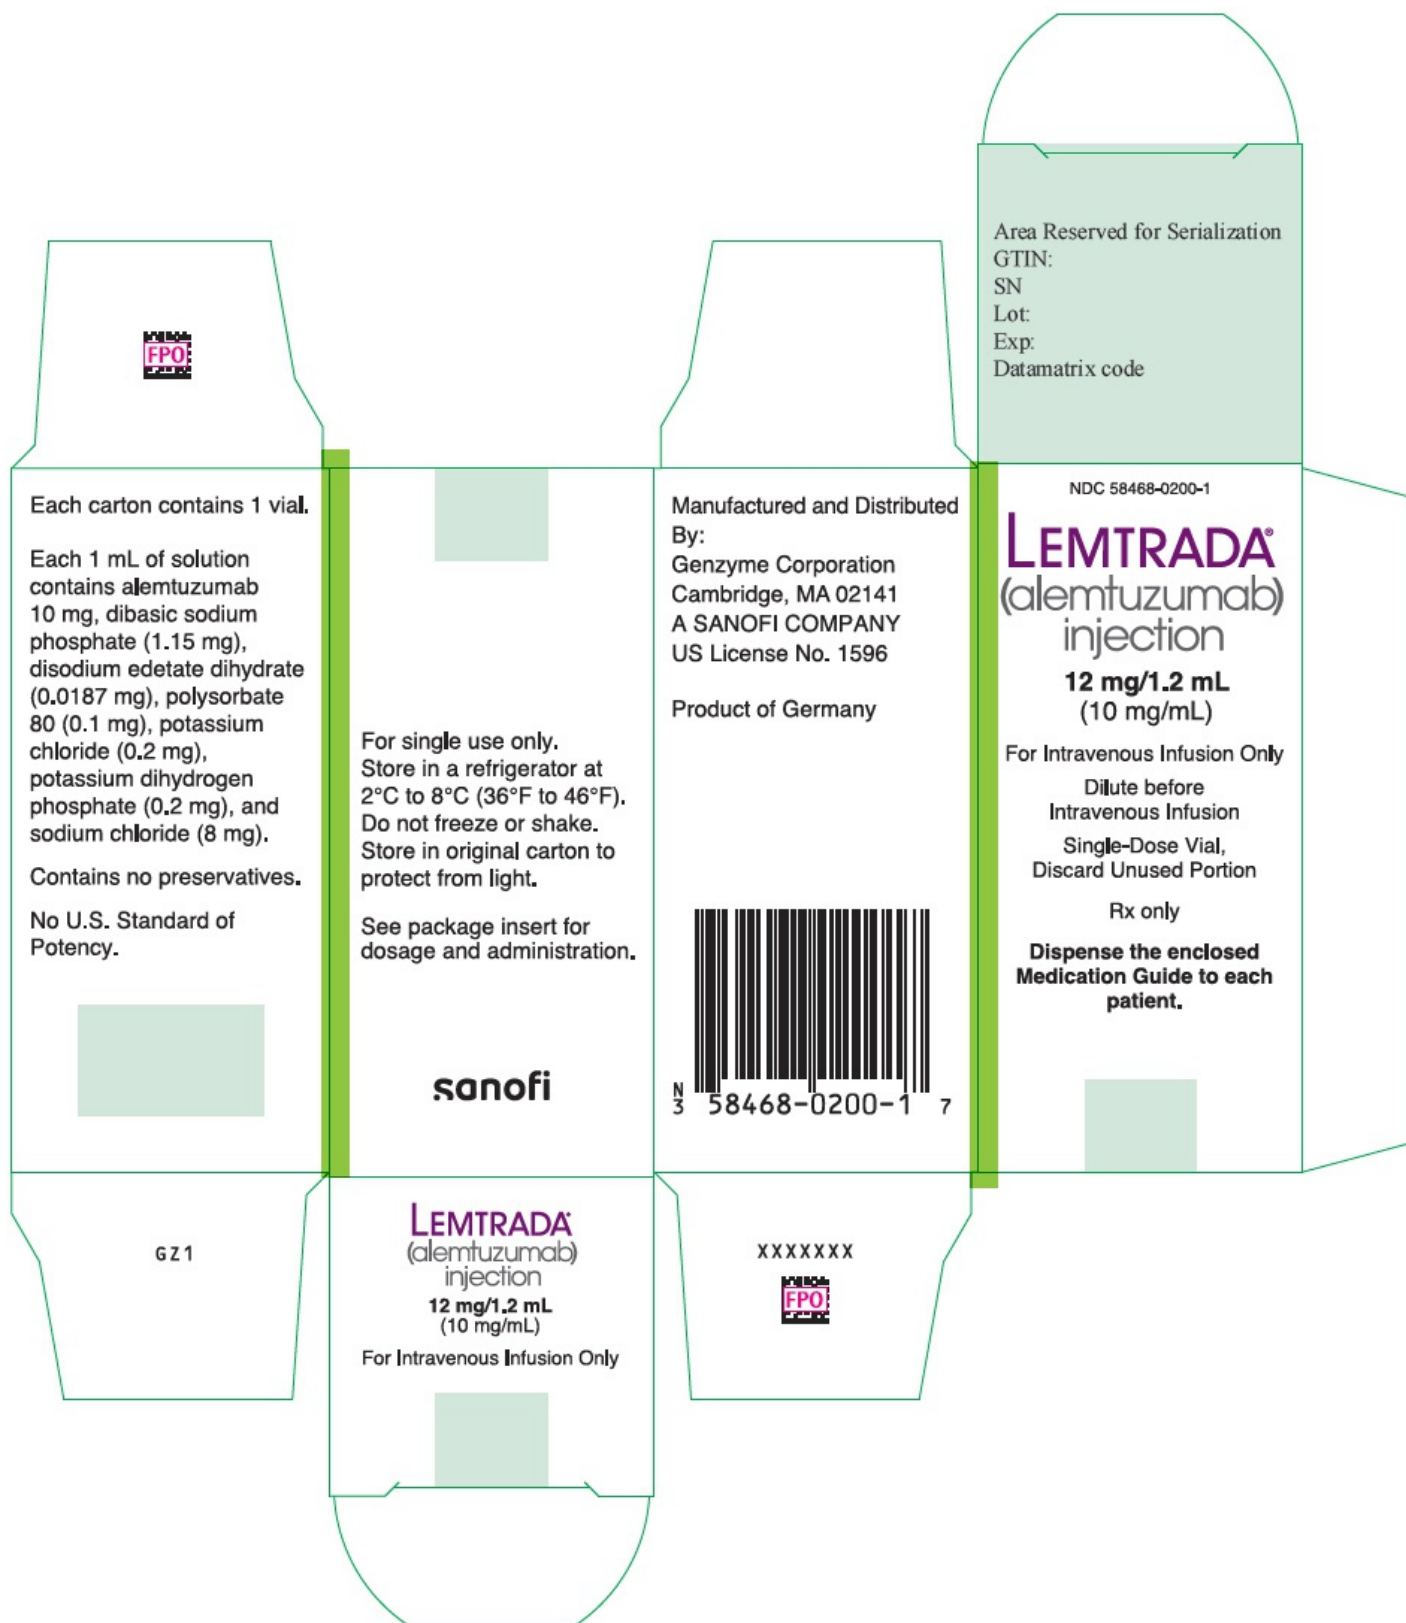 Area Reserved for Serialization
GTIN:
SN
Lot:
Exp:
Datamatrix code
FPO
Each carton contains 1 vial.
Each 1 mL of solution
contains alemtuzumab
10 mg, dibasic sodium
phosphate (1.15 mg),
disodium edetate dihydrate
(0.0187 mg), polysorbate
80 (0.1 mg), potassium
chloride (0.2 mg),
potassium dihydrogen
phosphate (0.2 mg), and
sodium chloride (8 mg).
Contains no preservatives.
No U.S. Standard of
Potency.
For single use only.
Store in a refrigerator at
2°C to 8°C (36°F to 46°F).
Do not freeze or shake.
Store in original carton to
protect from light.
See package insert for
dosage and administration.
sanofi
Manufactured and Distributed
By:
Genzyme Corporation
Cambridge, MA 02141
A SANOFI COMPANY
US License No. 1596
Product of Germany
N
3 58468-0200-1 7
NDC 58468-0200-1
LEMTRADA®
(alemtuzumab)
injection
12 mg/1.2 mL
(10 mg/mL)
For Intravenous Infusion Only
Dilute before
Intravenous Infusion
Single-Dose Vial,
Discard Unused Portion
Rx only
Dispense the enclosed
Medication Guide to each
patient.
GZ1
LEMTRADA®
(alemtuzumab)
injection
12 mg/1.2 mL
(10 mg/mL)
For Intravenous Infusion Only
XXXXXXX
FPO